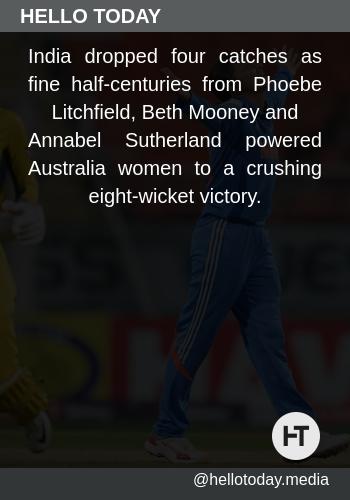 HELLO TODAY
India dropped four catches as
fine half-centuries from Phoebe
Litchfield, Beth Mooney and
Annabel Sutherland powered
Australia women to a crushing
eight-wicket victory.
HT
@hellotoday.media